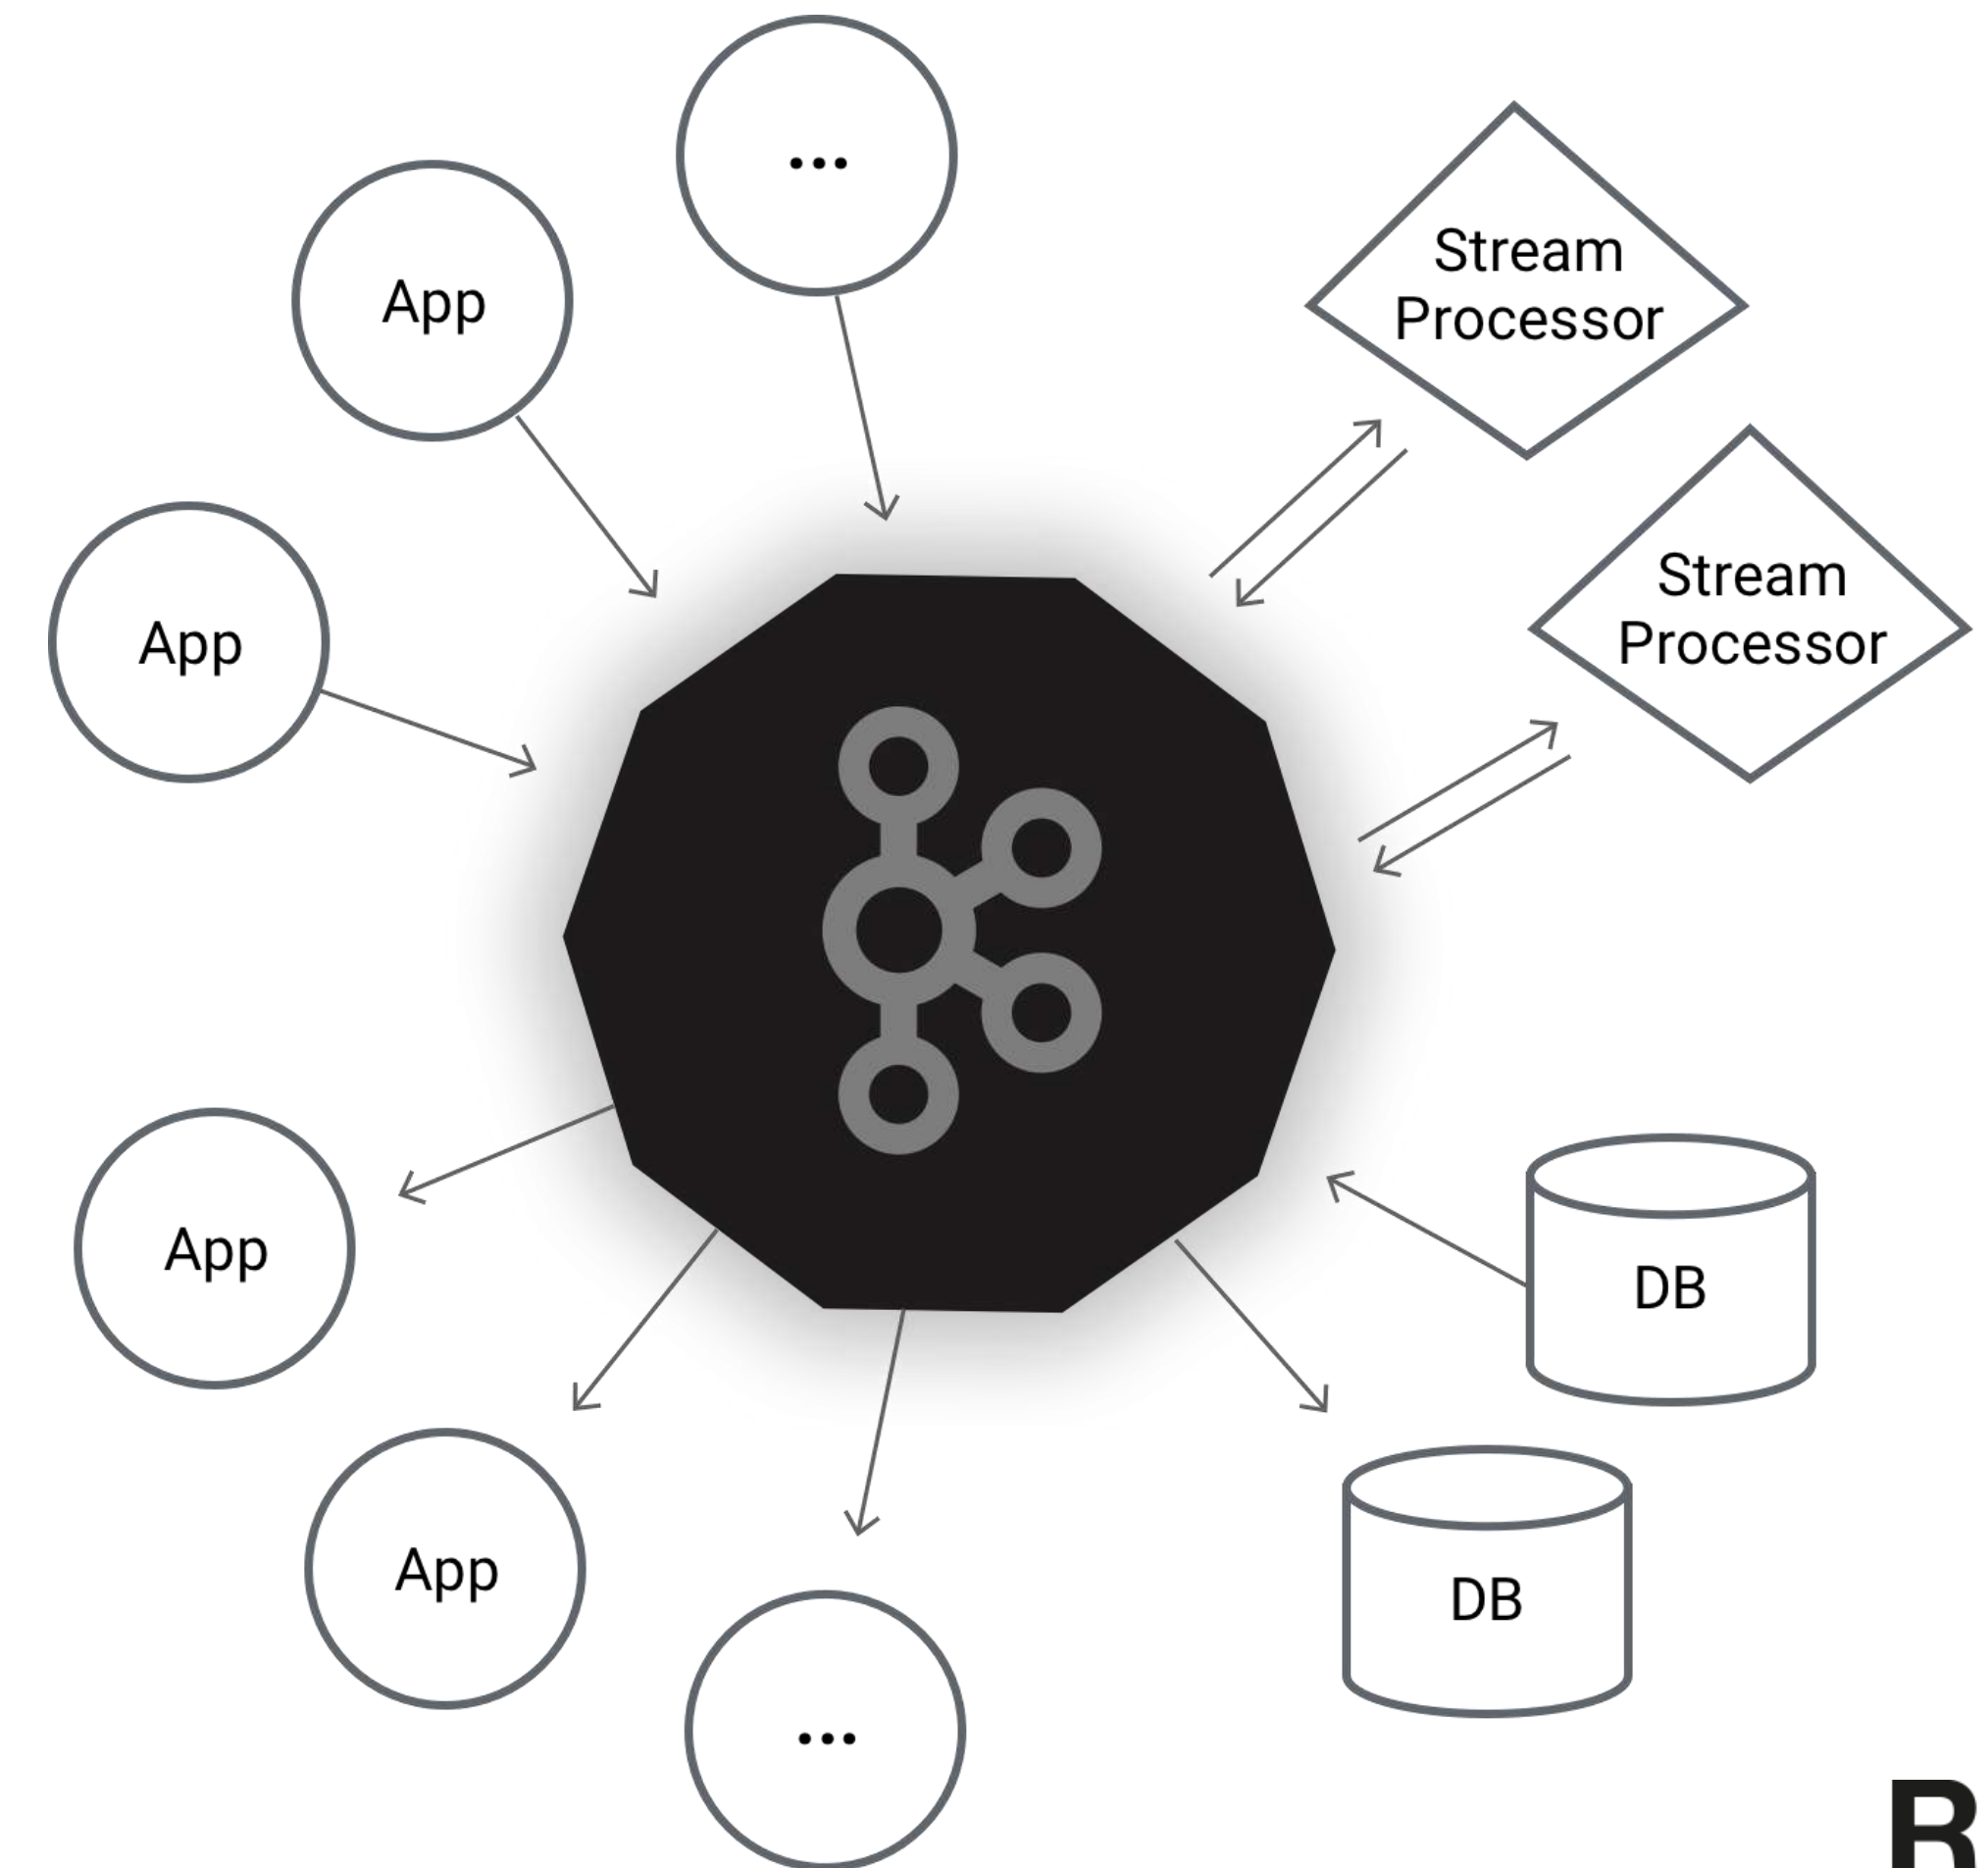 ...
App
Stream
Processor
App
Stream
Processor
App
DB
App
DB
...
R